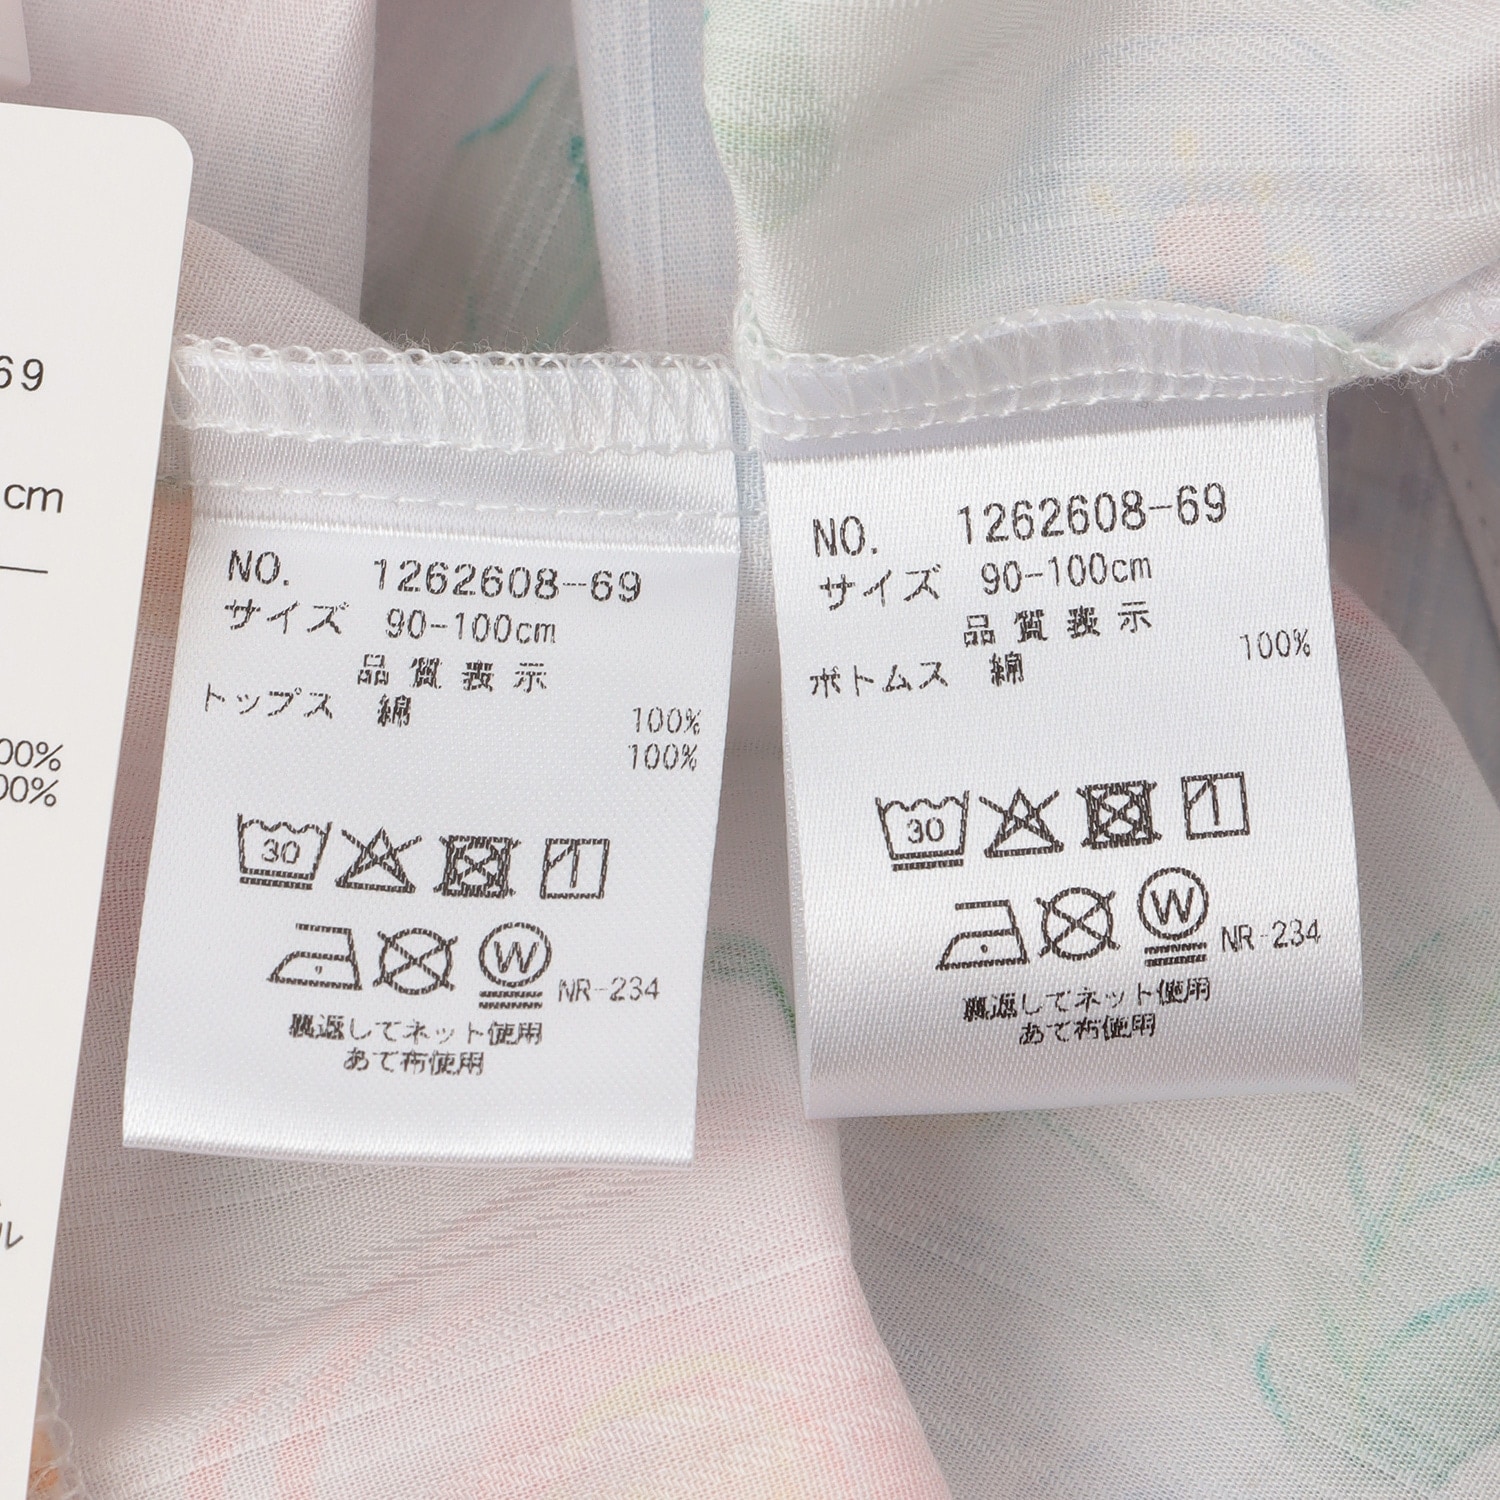 69
cm
00%
00%
ル
NO. 1262608-69
サイズ 90-100cm
品質表示
トップス 綿 100%
100%
30
W NR-234
裏返してネット使用
あて布使用
NO. 1262608-69
サイズ 90-100cm
品質表示
ボトムス 綿 100%
30
W NR-234
裏返してネット使用
あて布使用